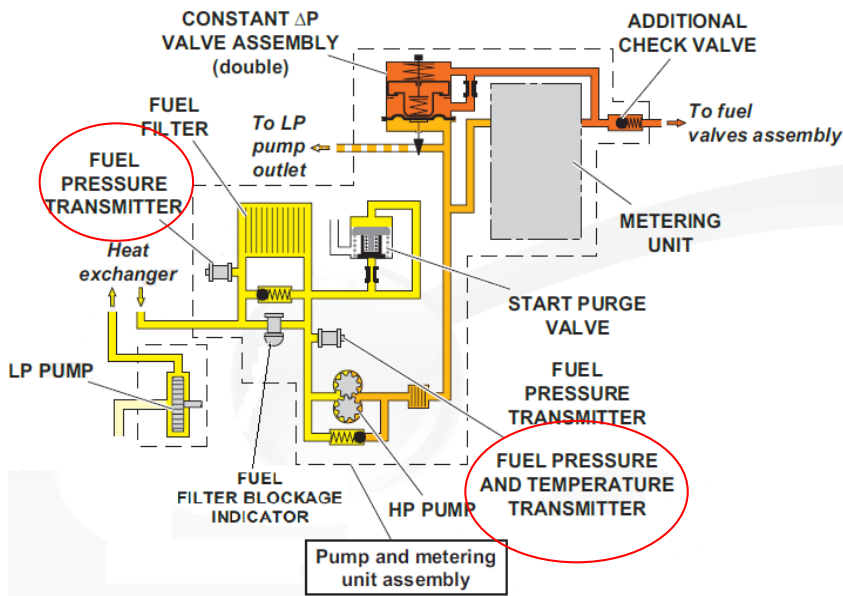 CONSTANT ΔP
VALVE ASSEMBLY
(double)
ADDITIONAL
CHECK VALVE
FUEL
FILTER
To LP
pump
outlet
To fuel
valves assembly
FUEL
PRESSURE
TRANSMITTER
METERING
UNIT
Heat
exchanger
START PURGE
VALVE
LP PUMP
FUEL
PRESSURE
TRANSMITTER
FUEL PRESSURE
AND TEMPERATURE
TRANSMITTER
FUEL
FILTER BLOCKAGE
INDICATOR
HP PUMP
Pump and metering
unit assembly